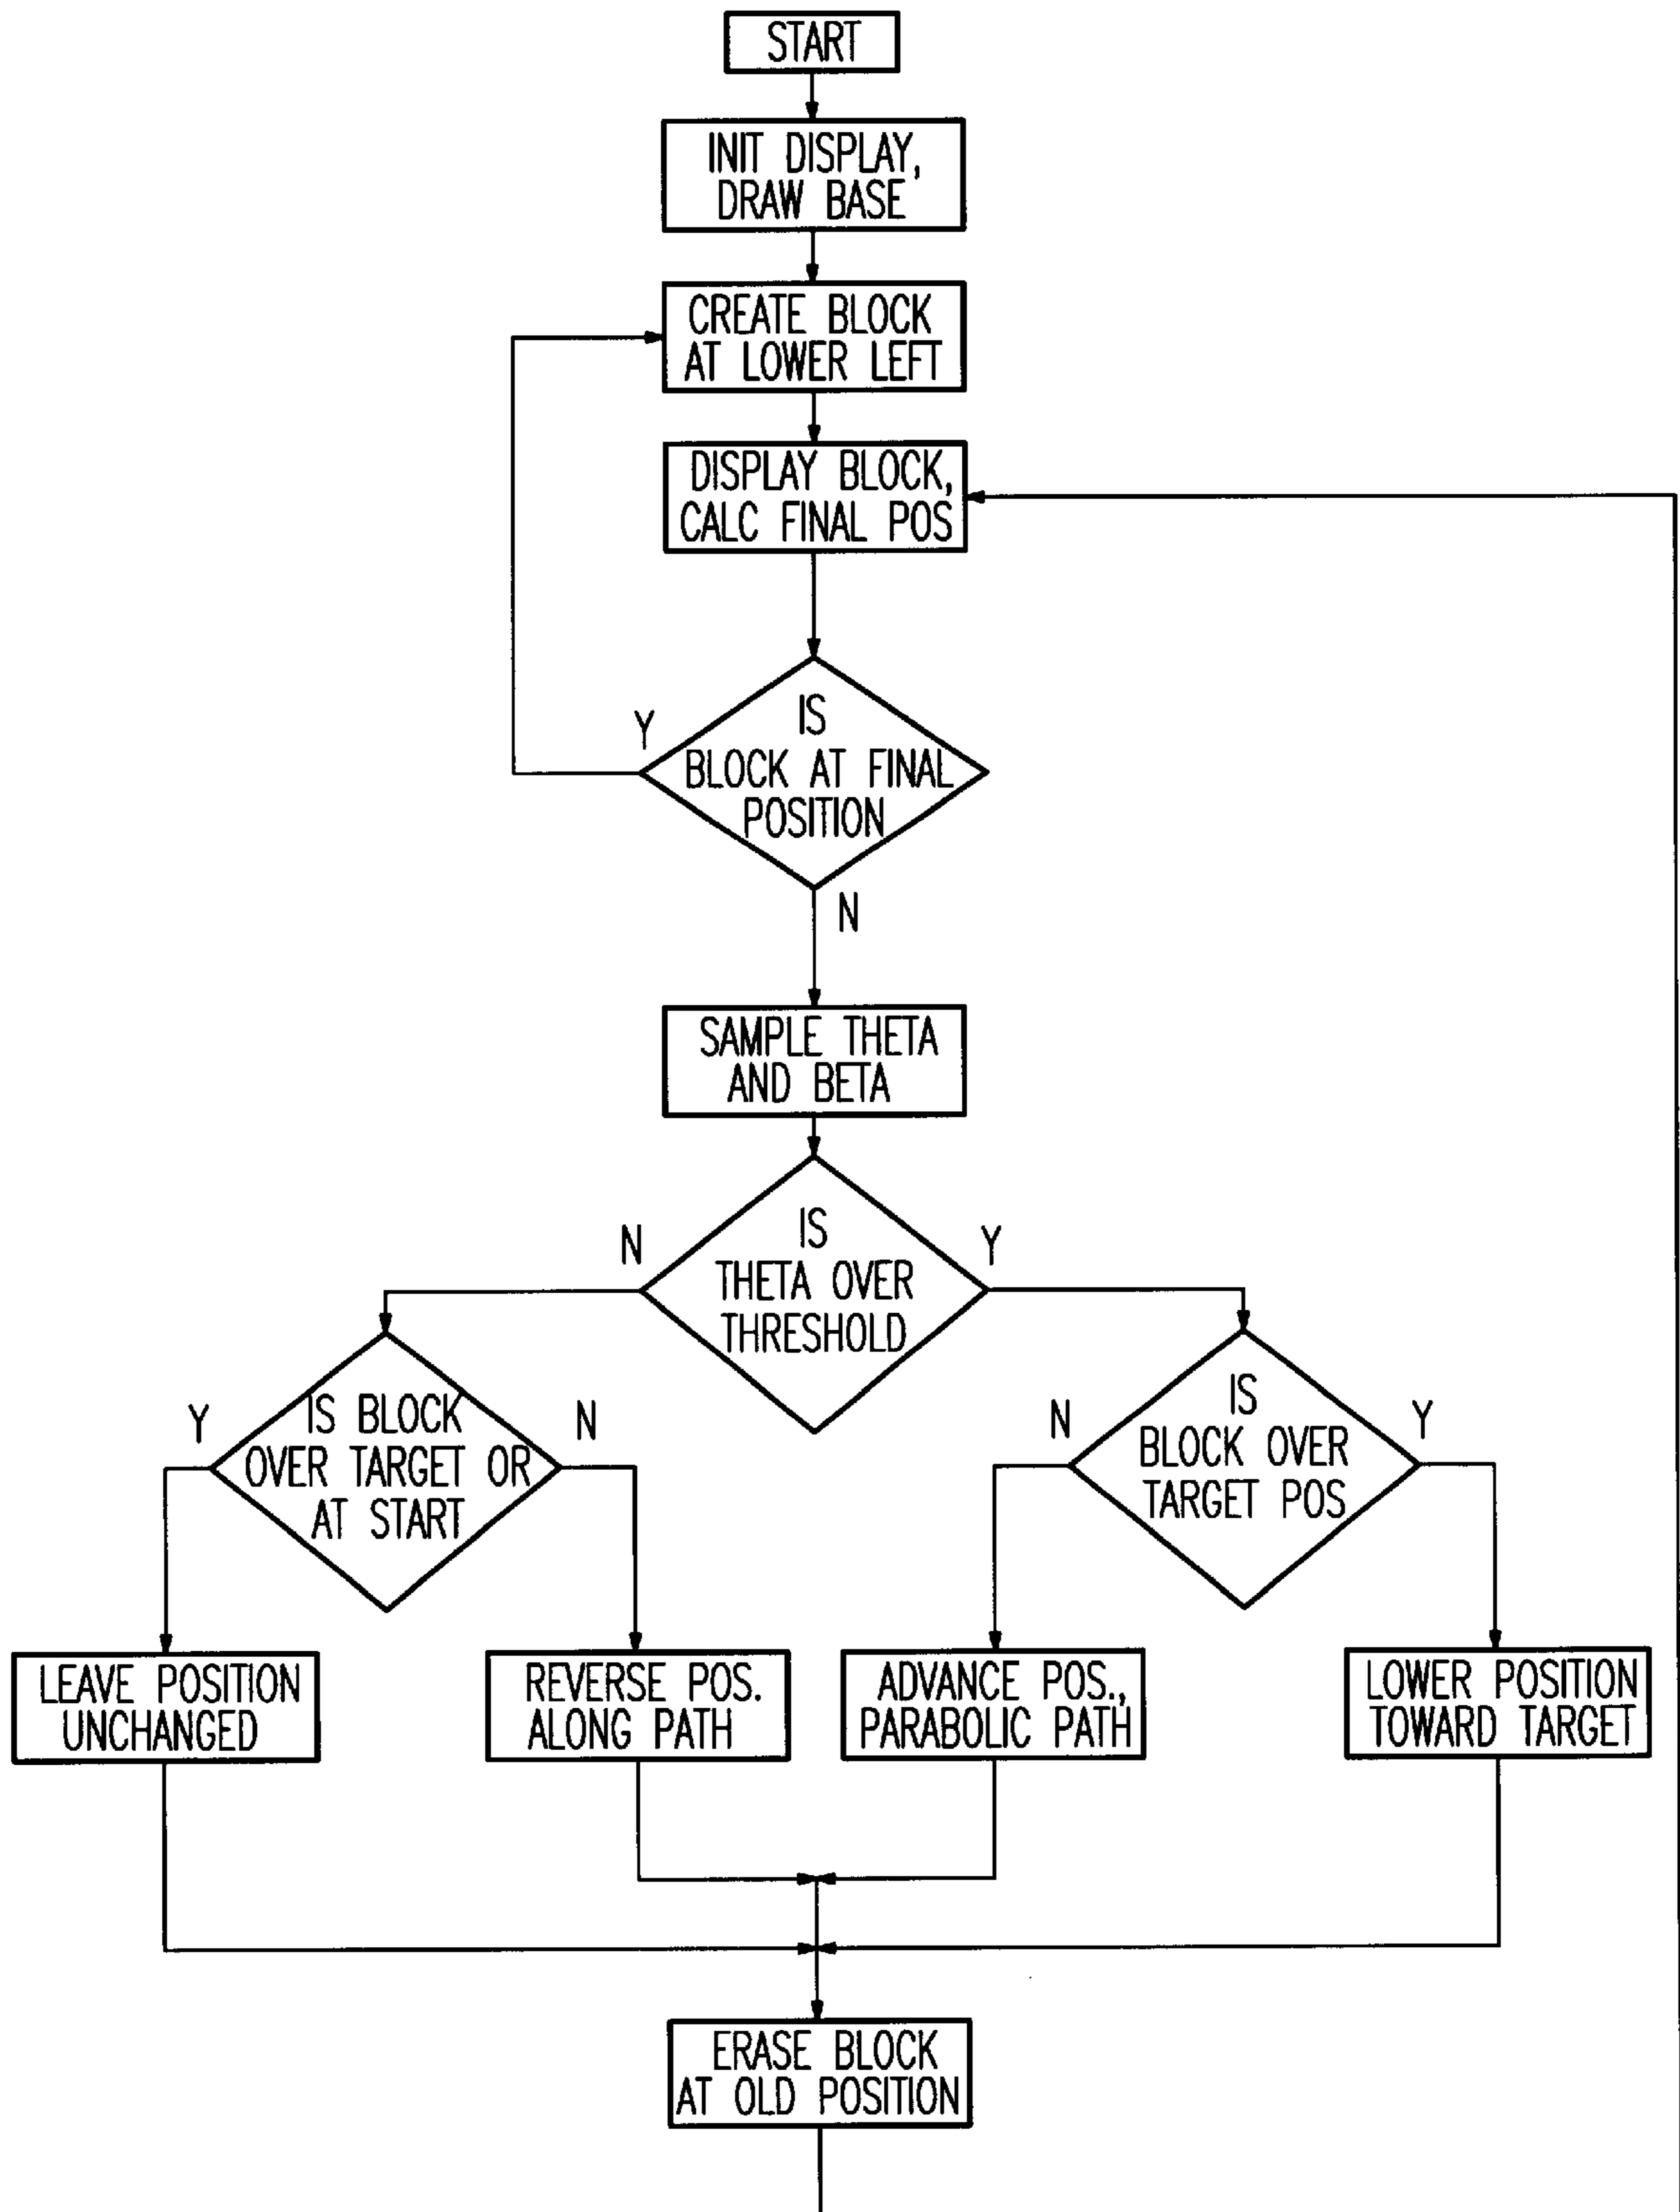 START
INIT DISPLAY,
DRAW BASE
CREATE BLOCK
AT LOWER LEFT
DISPLAY BLOCK,
CALC FINAL POS
Y
IS
BLOCK AT FINAL
POSITION
N
SAMPLE THETA
AND BETA
N
IS
THETA OVER
THRESHOLD
Y
Y
IS BLOCK
OVER TARGET OR
AT START
N
N
IS
BLOCK OVER
TARGET POS
Y
LEAVE POSITION
UNCHANGED
REVERSE POS.
ALONG PATH
ADVANCE POS.,
PARABOLIC PATH
LOWER POSITION
TOWARD TARGET
ERASE BLOCK
AT OLD POSITION